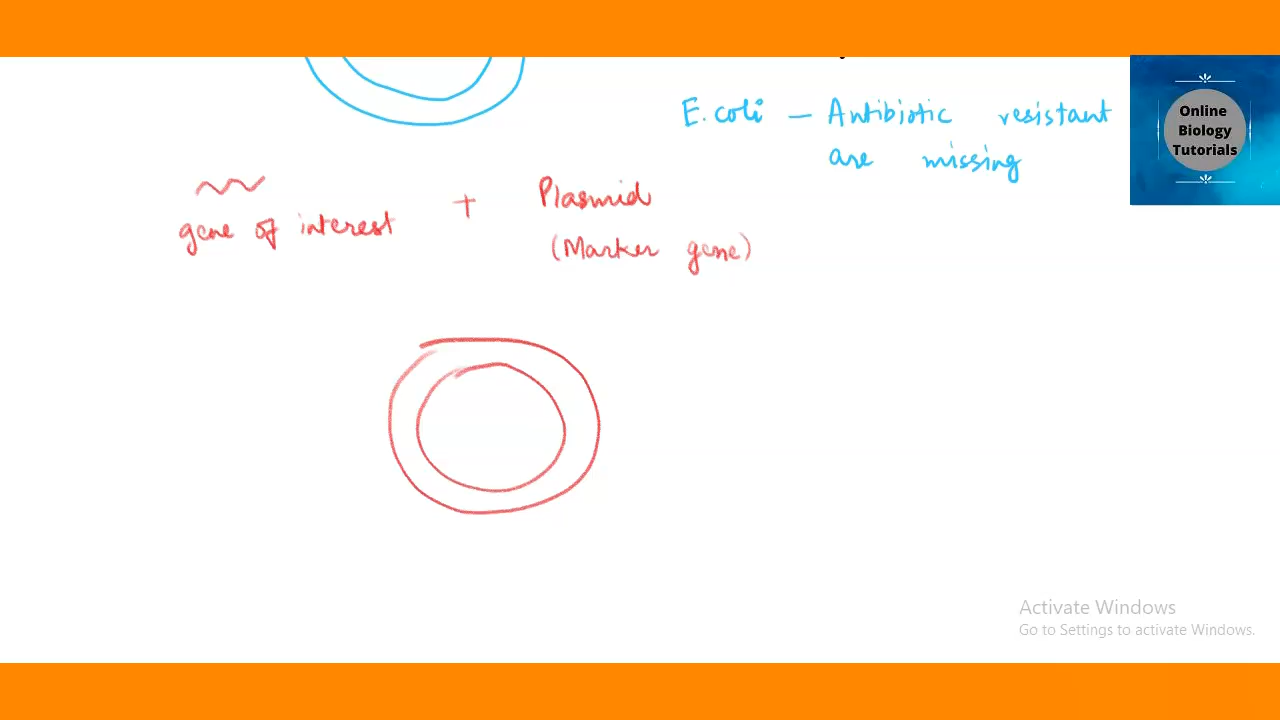 E. coli — Antibiotic resistant
are missing
Online
Biology
Tutorials
gene of interest + Plasmid
(Marker gene)
Activate Windows
Go to Settings to activate Windows.